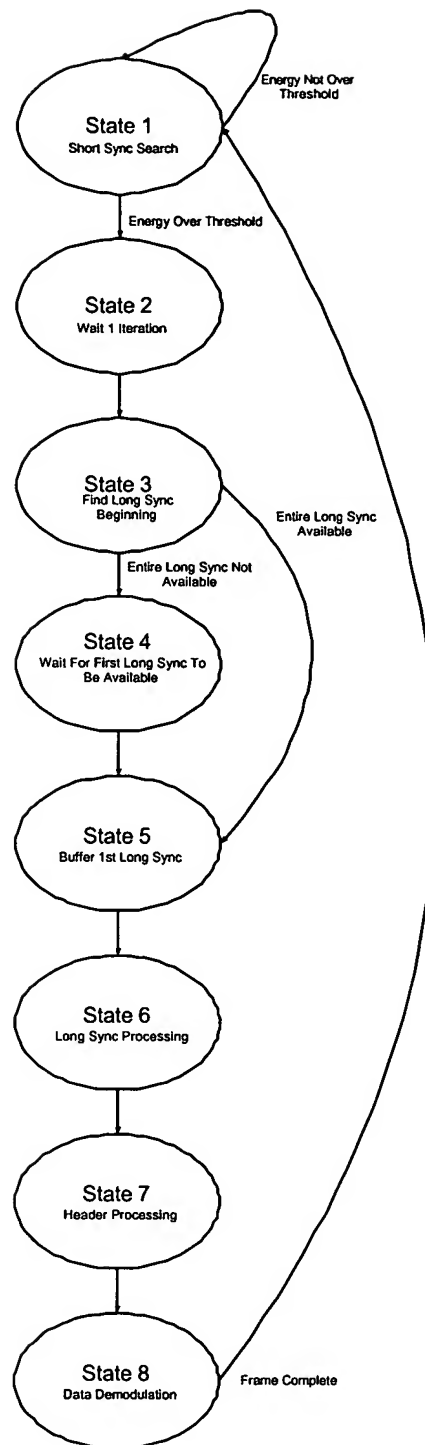 Energy Not Over
Threshold
State 1
Short Sync Search
Energy Over Threshold
State 2
Wait 1 Iteration
State 3
Find Long Sync
Beginning
Entire Long Sync
Available
Entire Long Sync Not
Available
State 4
Wait For First Long Sync To
Be Available
State 5
Buffer 1st Long Sync
State 6
Long Sync Processing
State 7
Header Processing
State 8
Data Demodulation
Frame Complete